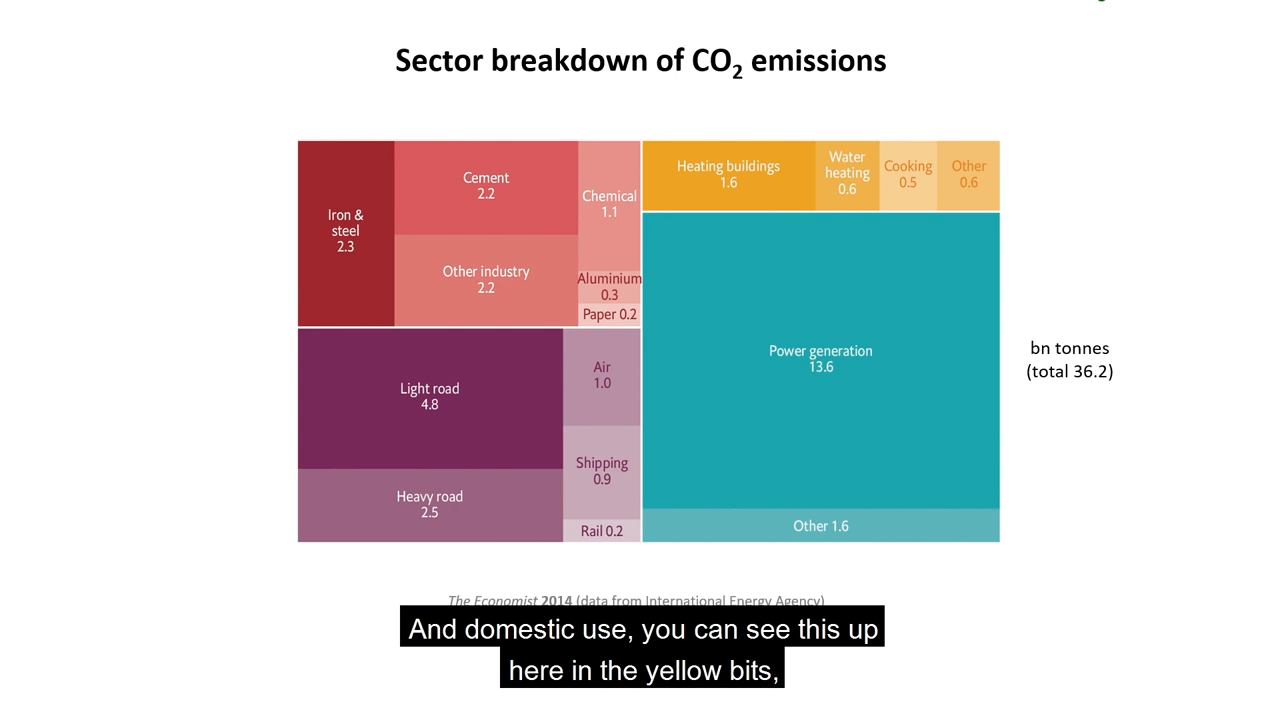 Sector breakdown of CO₂ emissions
Iron &
steel
2.3
Cement
2.2
Other industry
2.2
Chemical
1.1
Aluminium
0.3
Paper 0.2
Heating buildings
1.6
Water
heating
0.6
Cooking
0.5
Other
0.6
Light road
4.8
Heavy road
2.5
Air
1.0
Shipping
0.9
Rail 0.2
Power generation
13.6
Other 1.6
bn tonnes
(total 36.2)
The Economist 2014 (data from International Energy Agency)
And domestic use, you can see this up
here in the yellow bits,